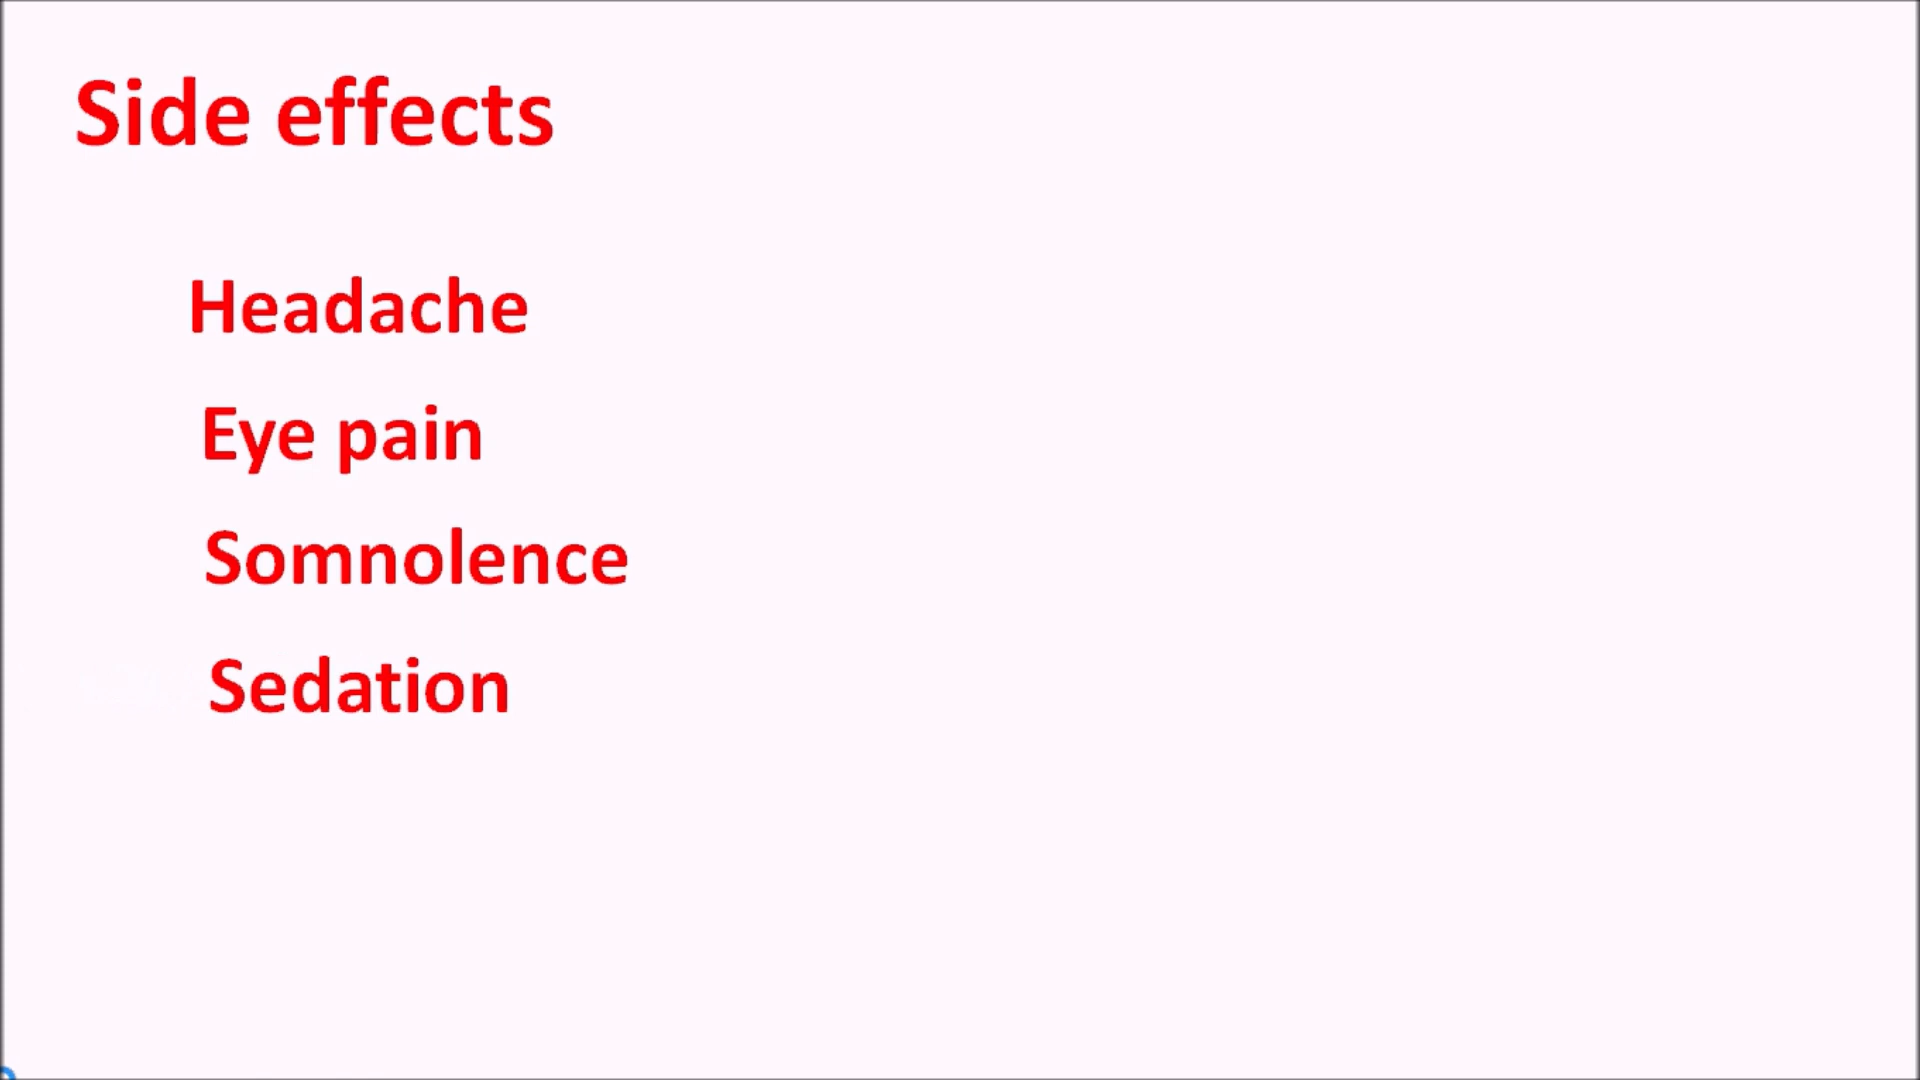 Side effects
Headache
Eye pain
Somnolence
Sedation